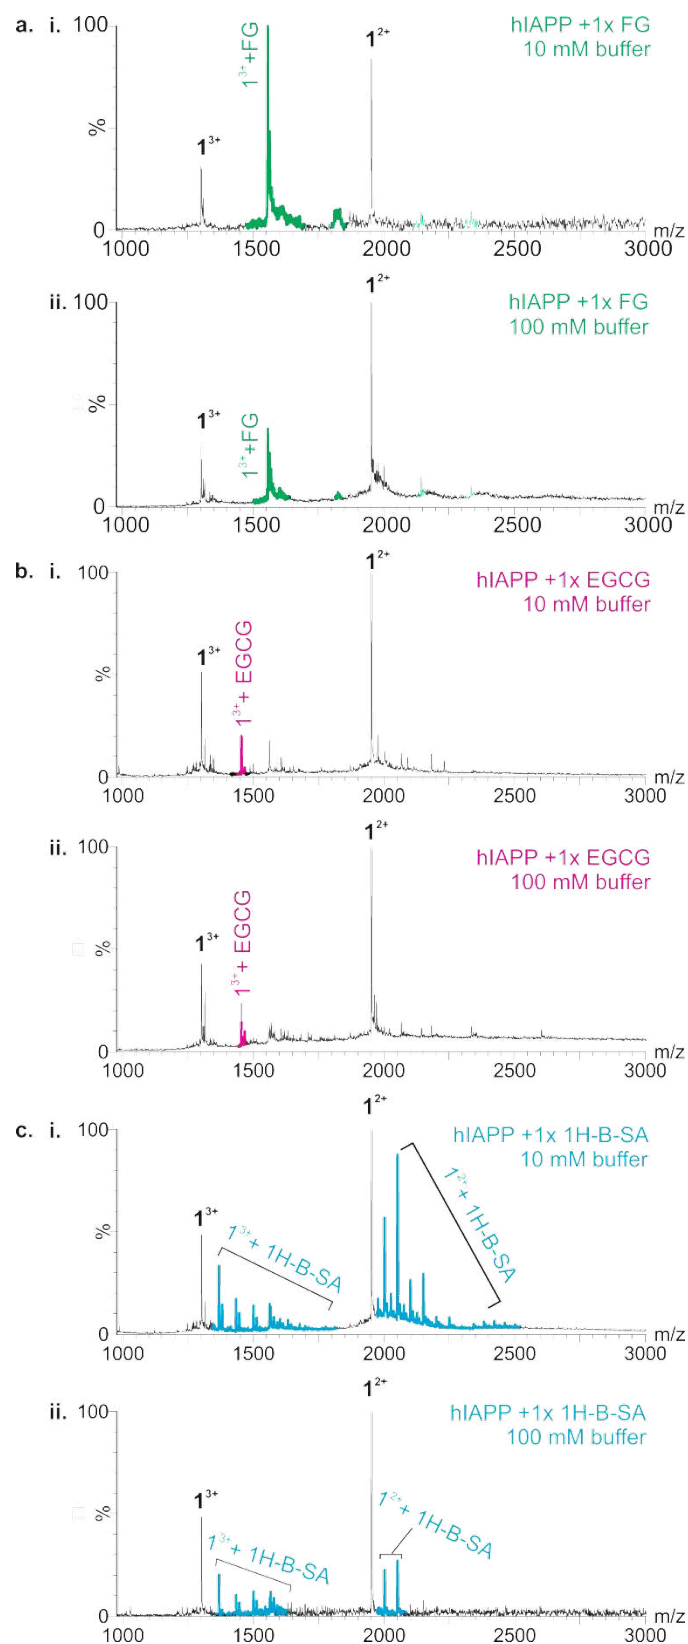 a. i. 100
hIAPP +1x FG
10 mM buffer
1³⁺+FG
1²⁺
1³⁺
%
0
1000 1500 2000 2500 3000 m/z
ii. 100
hIAPP +1x FG
100 mM buffer
1²⁺
1³⁺
1³⁺+FG
%
0
1000 1500 2000 2500 3000 m/z
b. i. 100
1²⁺
hIAPP +1x EGCG
10 mM buffer
1³⁺
1³⁺+ EGCG
%
0
1000 1500 2000 2500 3000 m/z
ii. 100
1²⁺
hIAPP +1x EGCG
100 mM buffer
1³⁺
1³⁺+ EGCG
%
0
1000 1500 2000 2500 3000 m/z
c. i. 100
1²⁺
hIAPP +1x 1H-B-SA
10 mM buffer
1³⁺
1³⁺+ 1H-B-SA
1²⁺+ 1H-B-SA
%
0
1000 1500 2000 2500 3000 m/z
ii. 100
1²⁺
hIAPP +1x 1H-B-SA
100 mM buffer
1³⁺
1³⁺+ 1H-B-SA
1²⁺+ 1H-B-SA
%
0
1000 1500 2000 2500 3000 m/z